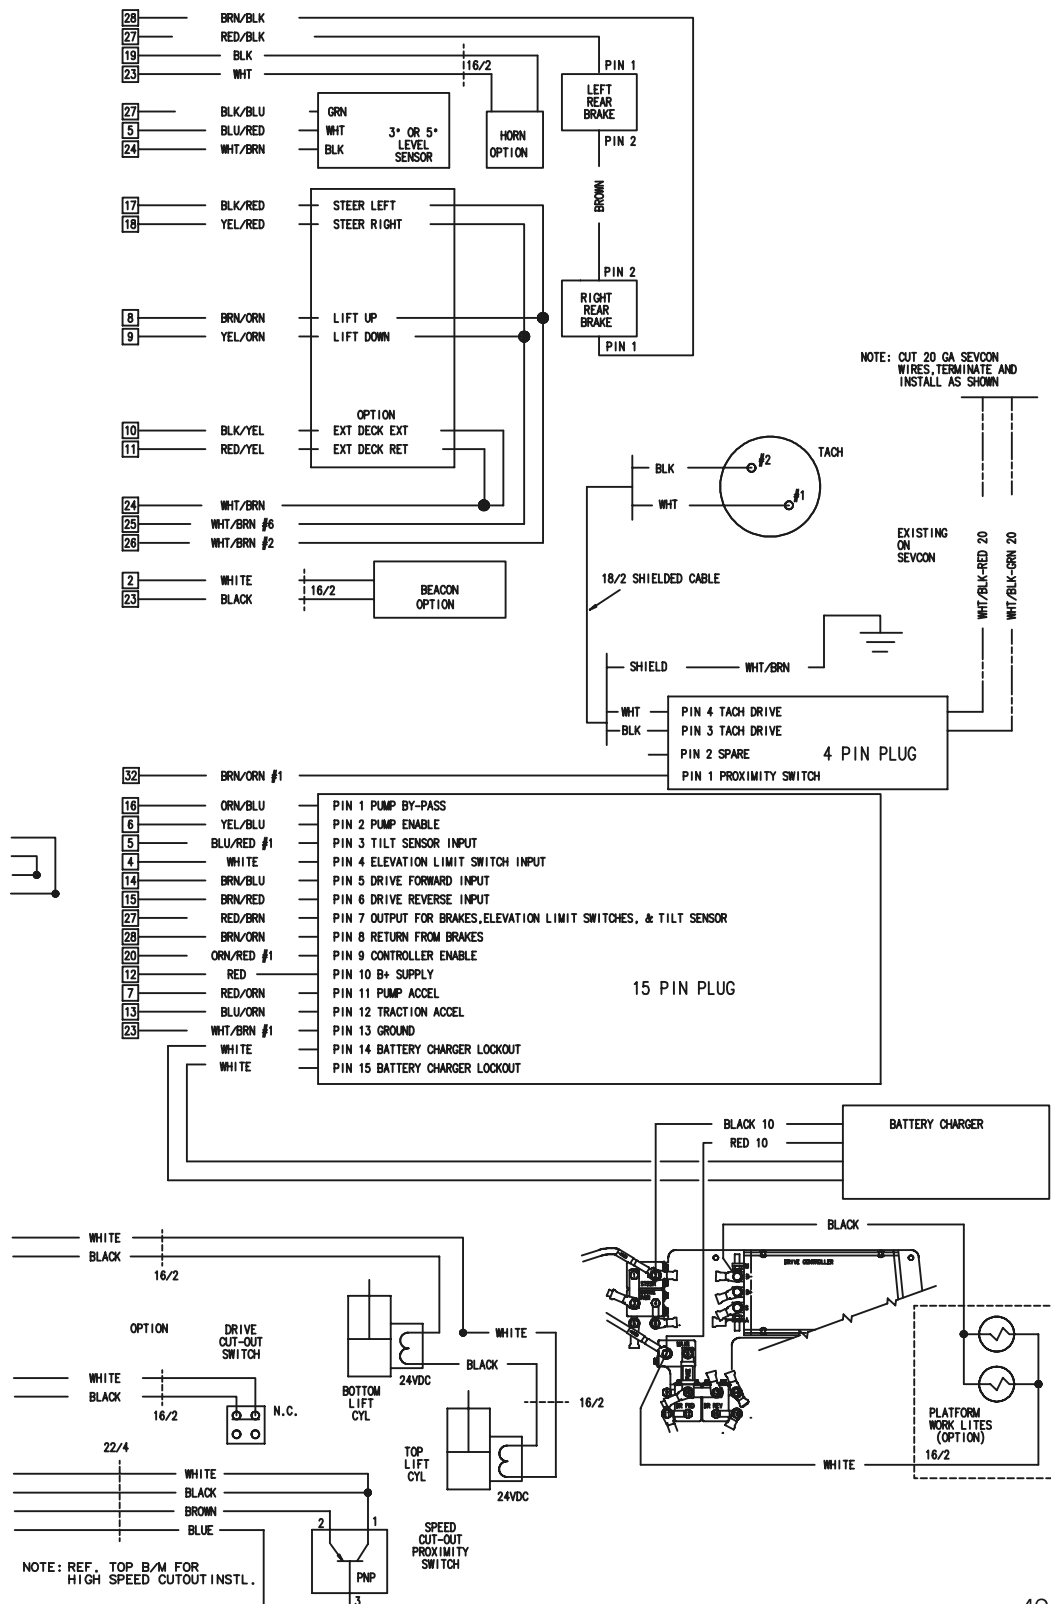 28 BRN/BLK
27 RED/BLK
19 BLK
23 WHT
16/2
PIN 1
LEFT
REAR
BRAKE
PIN 2
27 BLK/BLU GRN
5 BLU/RED WHT
24 WHT/BRN BLK
3° OR 5°
LEVEL
SENSOR
HORN
OPTION
BROWN
17 BLK/RED STEER LEFT
18 YEL/RED STEER RIGHT
PIN 2
RIGHT
REAR
BRAKE
PIN 1
8 BRN/ORN LIFT UP
9 YEL/ORN LIFT DOWN
NOTE: CUT 20 GA SEVCON
WIRES,TERMINATE AND
INSTALL AS SHOWN
OPTION
10 BLK/YEL EXT DECK EXT
11 RED/YEL EXT DECK RET
TACH
BLK #2
WHT #1
24 WHT/BRN
25 WHT/BRN #6
26 WHT/BRN #2
EXISTING
ON
SEVCON
WHT/BLK-RED 20
WHT/BLK-GRN 20
2 WHITE
23 BLACK
16/2
BEACON
OPTION
18/2 SHIELDED CABLE
SHIELD WHT/BRN
WHT PIN 4 TACH DRIVE
BLK PIN 3 TACH DRIVE
PIN 2 SPARE
4 PIN PLUG
32 BRN/ORN #1 PIN 1 PROXIMITY SWITCH
16 ORN/BLU PIN 1 PUMP BY-PASS
6 YEL/BLU PIN 2 PUMP ENABLE
5 BLU/RED #1 PIN 3 TILT SENSOR INPUT
4 WHITE PIN 4 ELEVATION LIMIT SWITCH INPUT
14 BRN/BLU PIN 5 DRIVE FORWARD INPUT
15 BRN/RED PIN 6 DRIVE REVERSE INPUT
27 RED/BRN PIN 7 OUTPUT FOR BRAKES,ELEVATION LIMIT SWITCHES, & TILT SENSOR
28 BRN/ORN PIN 8 RETURN FROM BRAKES
20 ORN/RED #1 PIN 9 CONTROLLER ENABLE
12 RED PIN 10 B+ SUPPLY
15 PIN PLUG
7 RED/ORN PIN 11 PUMP ACCEL
13 BLU/ORN PIN 12 TRACTION ACCEL
23 WHT/BRN #1 PIN 13 GROUND
WHITE PIN 14 BATTERY CHARGER LOCKOUT
WHITE PIN 15 BATTERY CHARGER LOCKOUT
BLACK 10 BATTERY CHARGER
RED 10
BLACK
WHITE
BLACK
16/2
DRIVE CONTROLLER
OPTION
DRIVE
CUT-OUT
SWITCH
WHITE
BLACK
24VDC
BOTTOM
LIFT
CYL
16/2
WHITE
BLACK
16/2
N.C.
DR FWD DR REV
PLATFORM
WORK LITES
(OPTION)
16/2
WHITE
22/4
TOP
LIFT
CYL
24VDC
WHITE
BLACK
BROWN
BLUE
2 1
PNP
3
SPEED
CUT-OUT
PROXIMITY
SWITCH
NOTE: REF. TOP B/M FOR
HIGH SPEED CUTOUT INSTL.